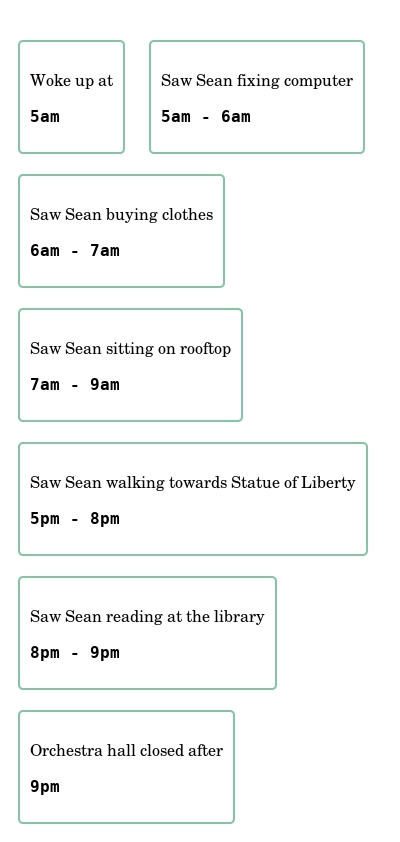 Woke up at
5am
Saw Sean fixing computer
5am - 6am
Saw Sean buying clothes
6am - 7am
Saw Sean sitting on rooftop
7am - 9am
Saw Sean walking towards Statue of Liberty
5pm - 8pm
Saw Sean reading at the library
8pm - 9pm
Orchestra hall closed after
9pm